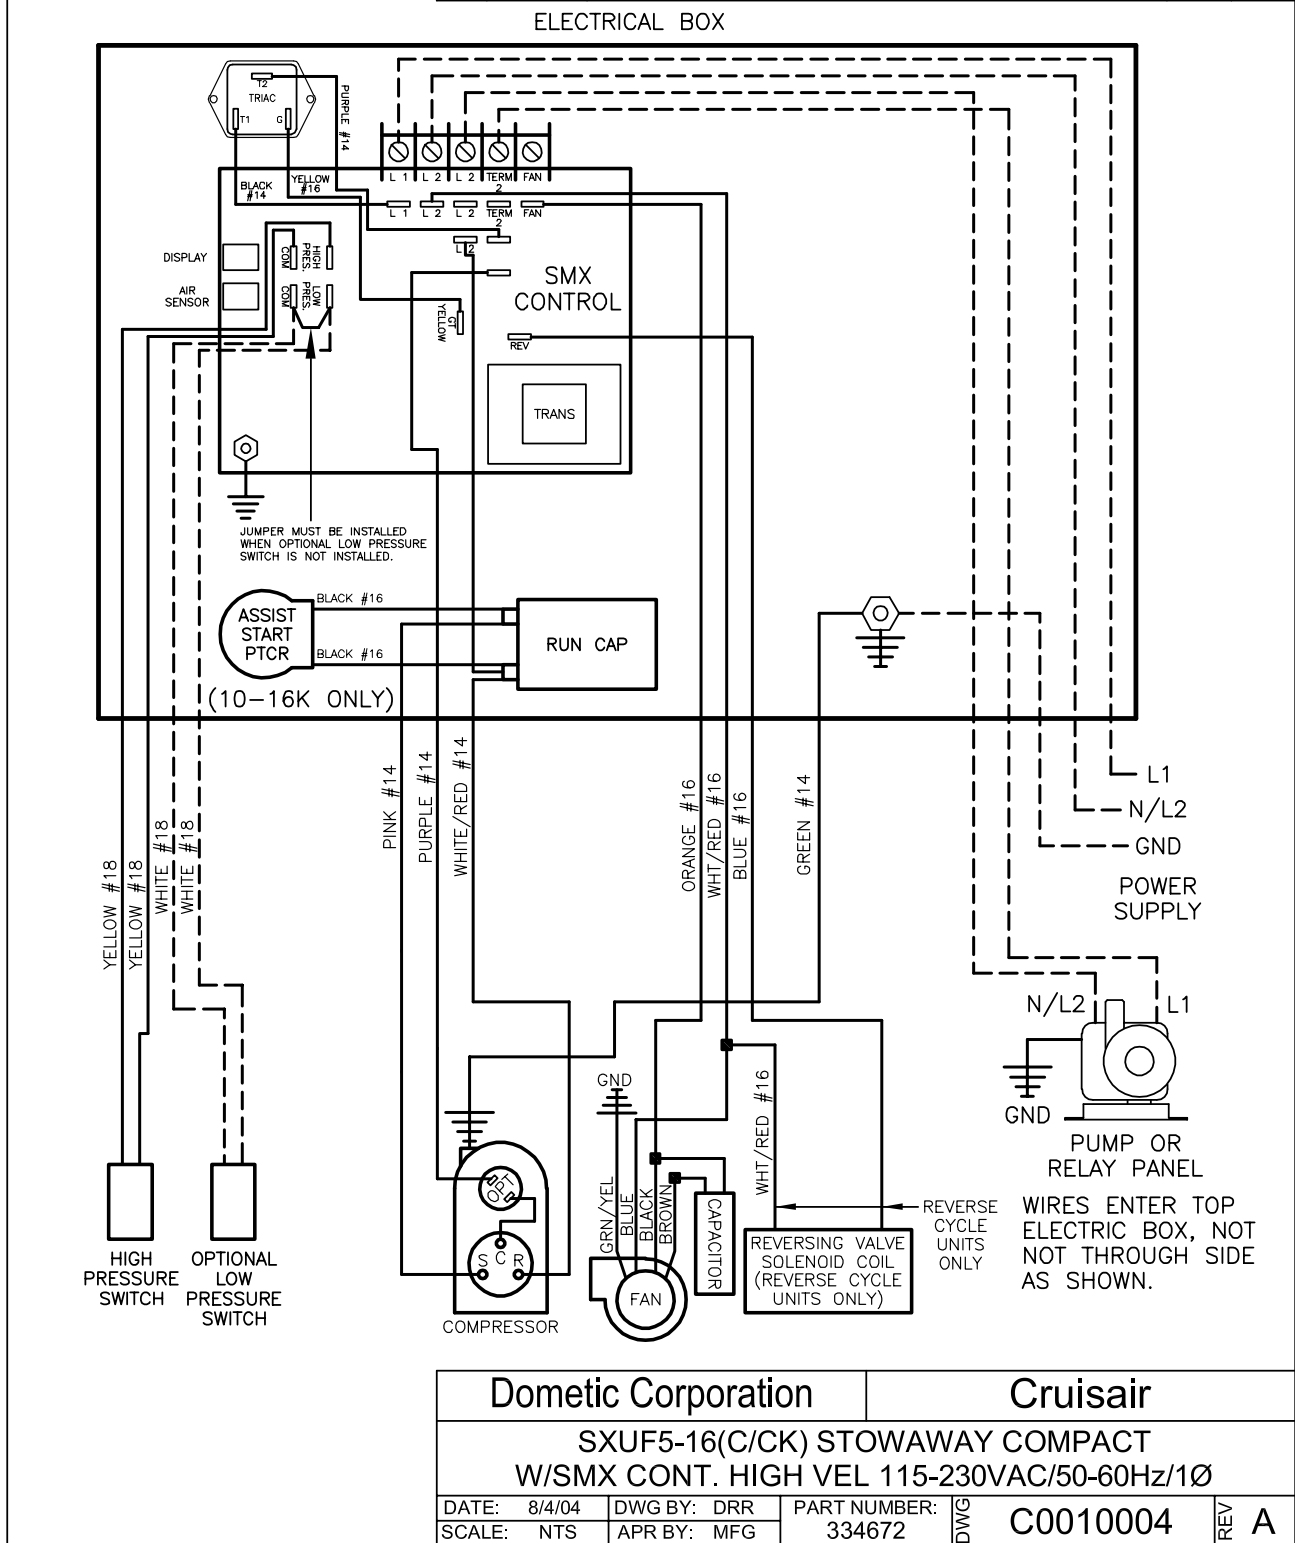 ELECTRICAL BOX
T2
TRIAC
T1 G
PURPLE #14
BLACK
#14
YELLOW
#16
L 1 L 2 L 2 TERM 2 FAN
L 1 L 2 L 2 TERM 2 FAN
L 2
DISPLAY
AIR
SENSOR
COM
HIGH
PRES.
COM
LOW
PRES.
GT
YELLOW
SMX
CONTROL
REV
TRANS
JUMPER MUST BE INSTALLED
WHEN OPTIONAL LOW PRESSURE
SWITCH IS NOT INSTALLED.
ASSIST
START
PTCR
BLACK #16
BLACK #16
(10-16K ONLY)
RUN CAP
YELLOW #18
YELLOW #18
WHITE #18
WHITE #18
PINK #14
PURPLE #14
WHITE/RED #14
ORANGE #16
WHT/RED #16
BLUE #16
GREEN #14
L1
N/L2
GND
POWER
SUPPLY
N/L2 L1
GND
PUMP OR
RELAY PANEL
WIRES ENTER TOP
ELECTRIC BOX, NOT
NOT THROUGH SIDE
AS SHOWN.
HIGH
PRESSURE
SWITCH
OPTIONAL
LOW
PRESSURE
SWITCH
OPT
S C R
COMPRESSOR
GND
GRN/YEL
BLUE
BLACK
BROWN
FAN
CAPACITOR
WHT/RED #16
REVERSING VALVE
SOLENOID COIL
(REVERSE CYCLE
UNITS ONLY)
REVERSE
CYCLE
UNITS
ONLY
Dometic Corporation
Cruisair
SXUF5-16(C/CK) STOWAWAY COMPACT
W/SMX CONT. HIGH VEL 115-230VAC/50-60Hz/1Ø
DATE: 8/4/04 DWG BY: DRR PART NUMBER:
SCALE: NTS APR BY: MFG 334672
DWG C0010004 REV A